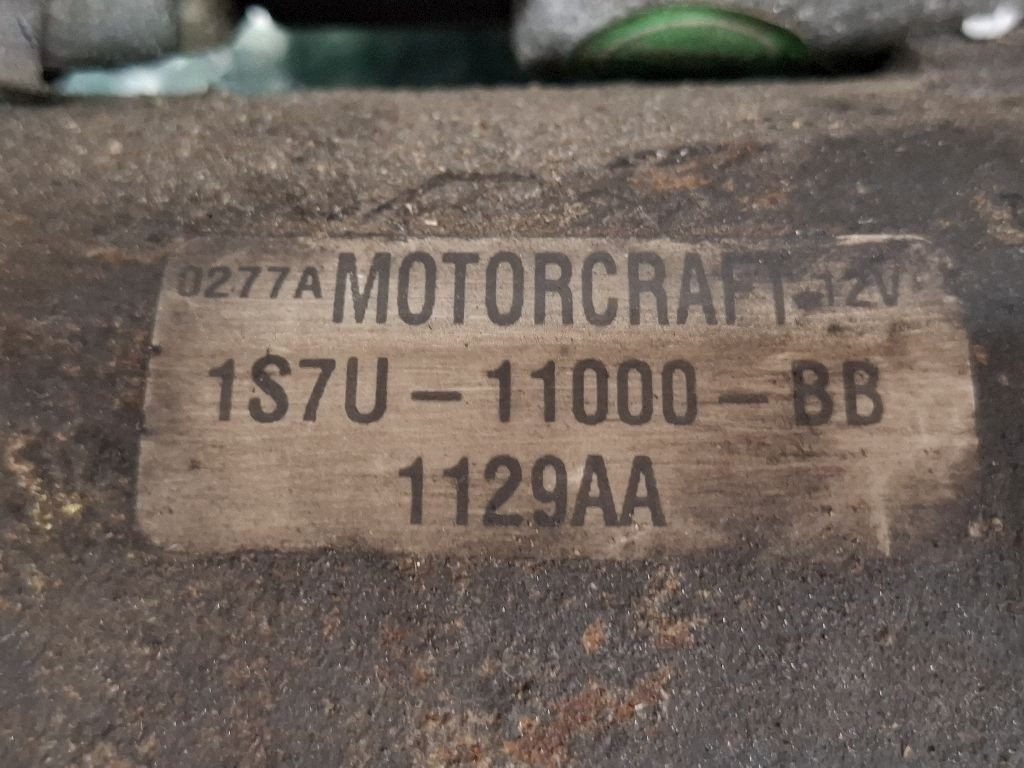 0277A MOTORCRAFT 12V
1S7U-11000-BB
1129AA